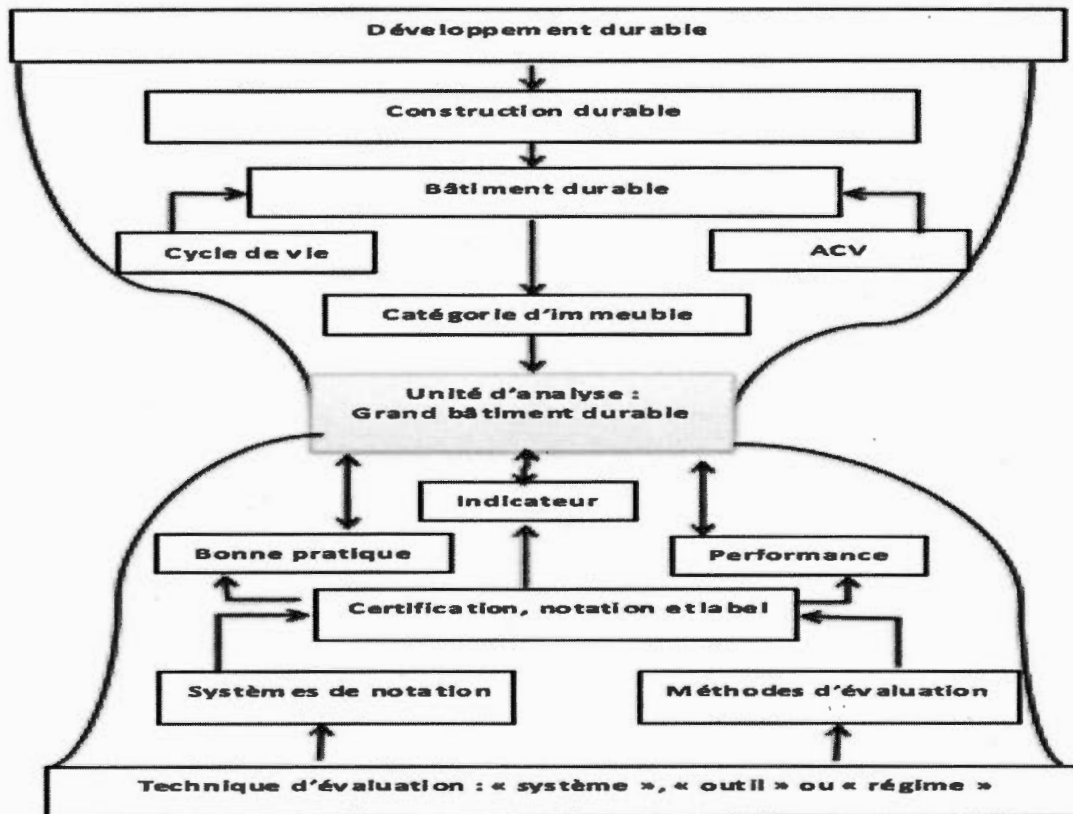 Développement durable
Construction durable
Bâtiment durable
Cycle de vie
ACV
Catégorie d'immeuble
Unité d'analyse :
Grand bâtiment durable
Indicateur
Bonne pratique
Performance
Certification, notation et label
Systèmes de notation
Méthodes d'évaluation
Technique d'évaluation : « système », « outil » ou « régime »